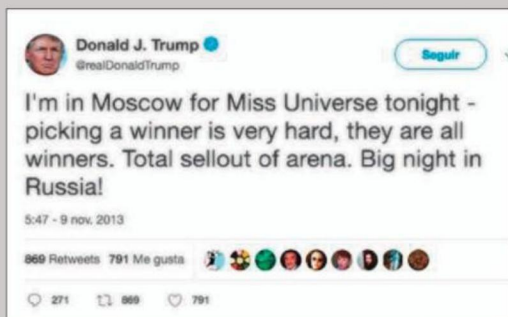 Donald J. Trump
@realDonaldTrump
Seguir
I'm in Moscow for Miss Universe tonight -
picking a winner is very hard, they are all
winners. Total sellout of arena. Big night in
Russia!
5:47 - 9 nov. 2013
869 Retweets 791 Me gusta
271 869 791